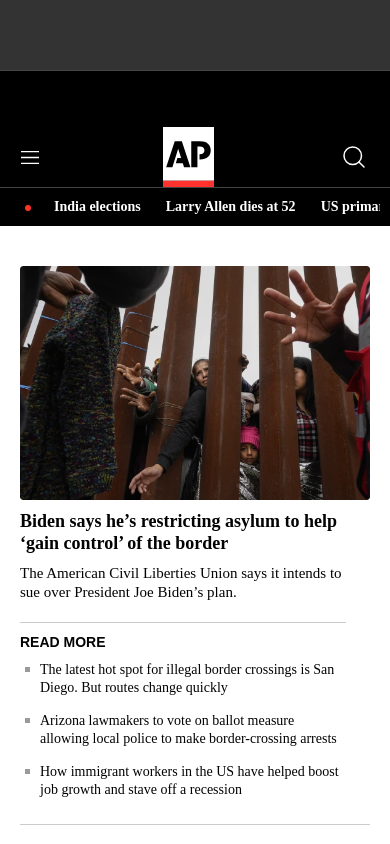 AP
India elections Larry Allen dies at 52 US
Biden says he’s restricting asylum to help
‘gain control’ of the border
The American Civil Liberties Union says it intends to
sue over President Joe Biden’s plan.
READ MORE
The latest hot spot for illegal border crossings is San
Diego. But routes change quickly
Arizona lawmakers to vote on ballot measure
allowing local police to make border-crossing arrests
How immigrant workers in the US have helped boost
job growth and stave off a recession